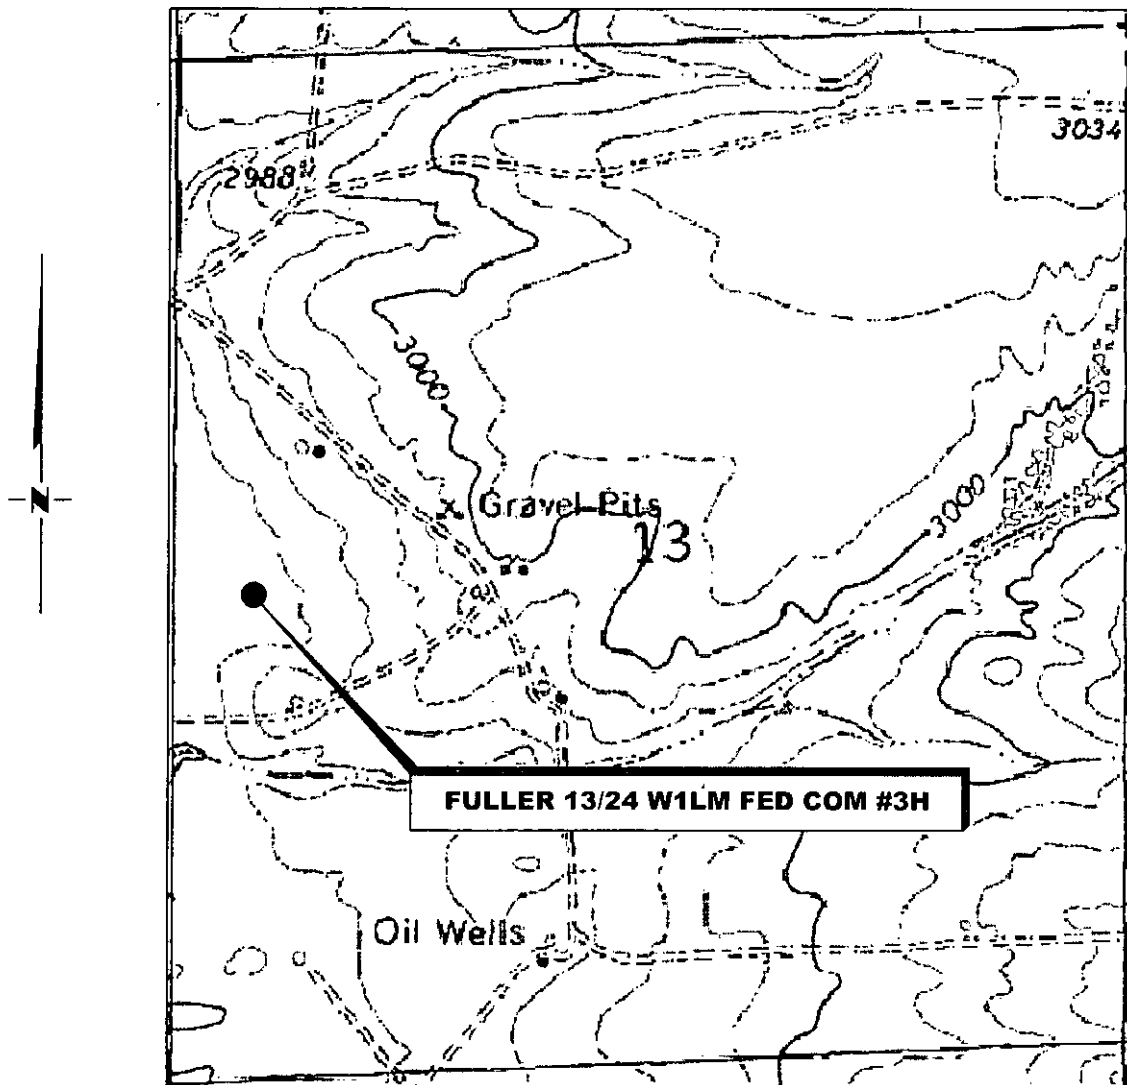 3034
2988
3000
Gravel Pits
13
3000
FULLER 13/24 W1LM FED COM #3H
Oil Wells
N